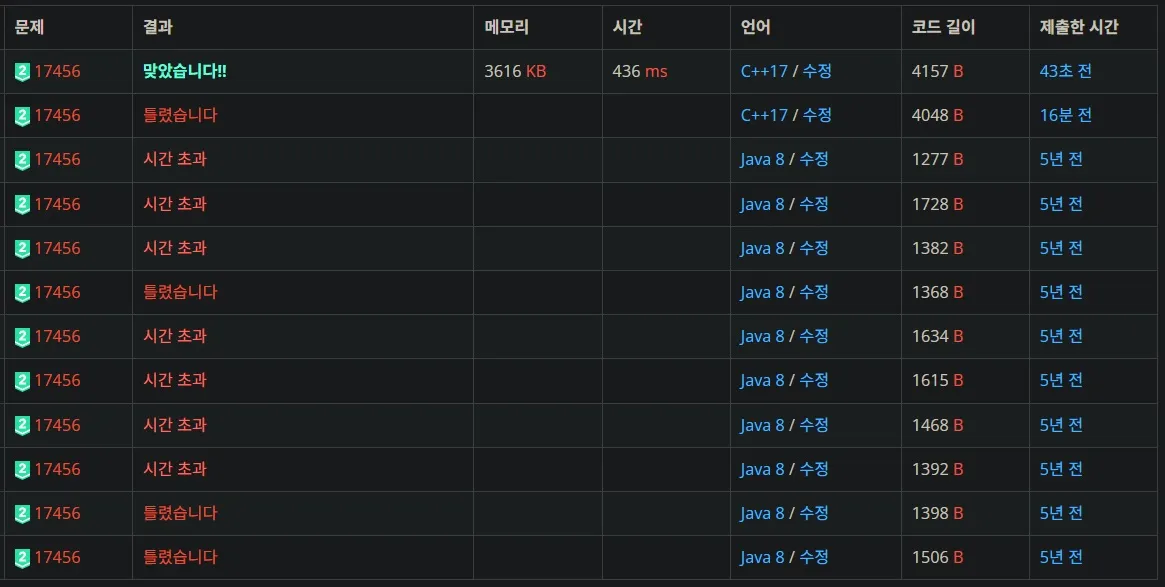 문제 결과 메모리 시간 언어 코드 길이 제출한 시간
2 17456 맞았습니다!! 3616 KB 436 ms C++17 / 수정 4157 B 43초 전
2 17456 틀렸습니다 C++17 / 수정 4048 B 16분 전
2 17456 시간 초과 Java 8 / 수정 1277 B 5년 전
2 17456 시간 초과 Java 8 / 수정 1728 B 5년 전
2 17456 시간 초과 Java 8 / 수정 1382 B 5년 전
2 17456 틀렸습니다 Java 8 / 수정 1368 B 5년 전
2 17456 시간 초과 Java 8 / 수정 1634 B 5년 전
2 17456 시간 초과 Java 8 / 수정 1615 B 5년 전
2 17456 시간 초과 Java 8 / 수정 1468 B 5년 전
2 17456 시간 초과 Java 8 / 수정 1392 B 5년 전
2 17456 틀렸습니다 Java 8 / 수정 1398 B 5년 전
2 17456 틀렸습니다 Java 8 / 수정 1506 B 5년 전